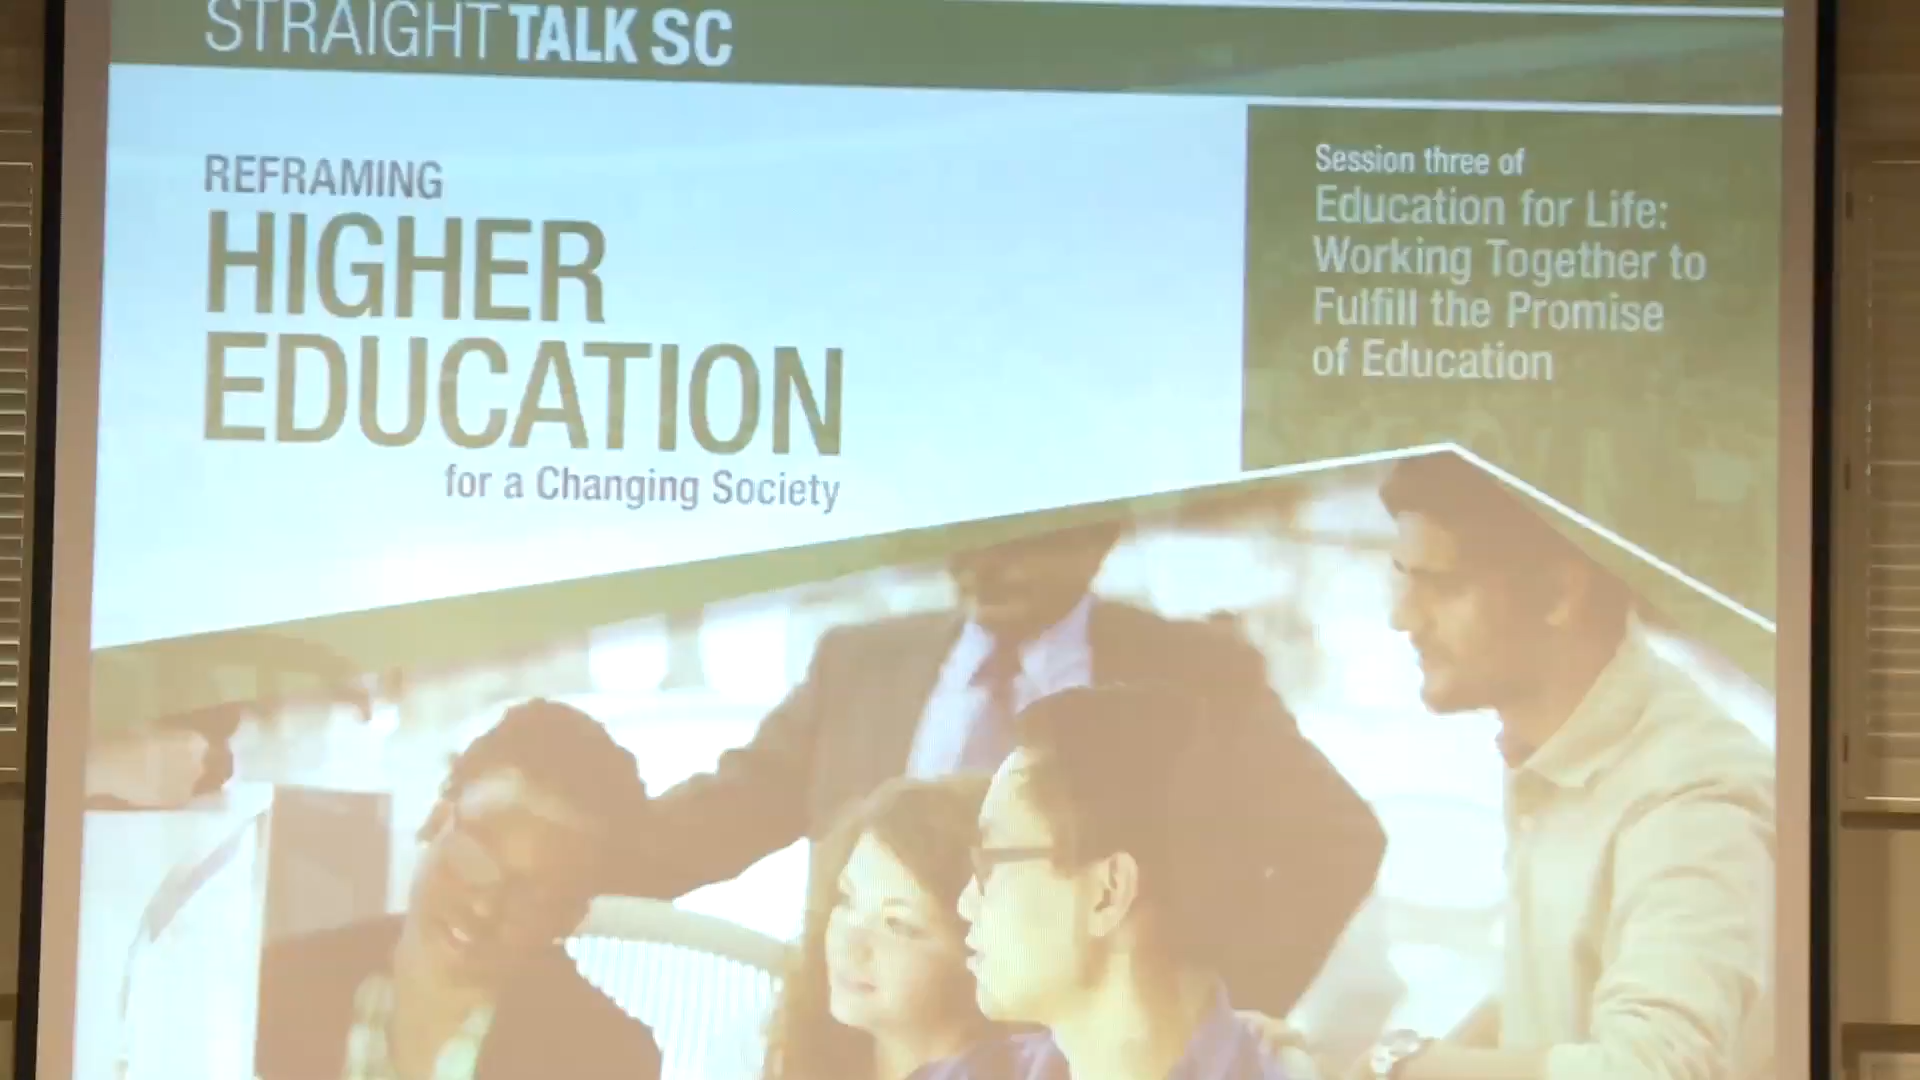 STRAIGHT TALK SC
REFRAMING
HIGHER
EDUCATION
for a Changing Society
Session three of
Education for Life:
Working Together to
Fulfill the Promise
of Education